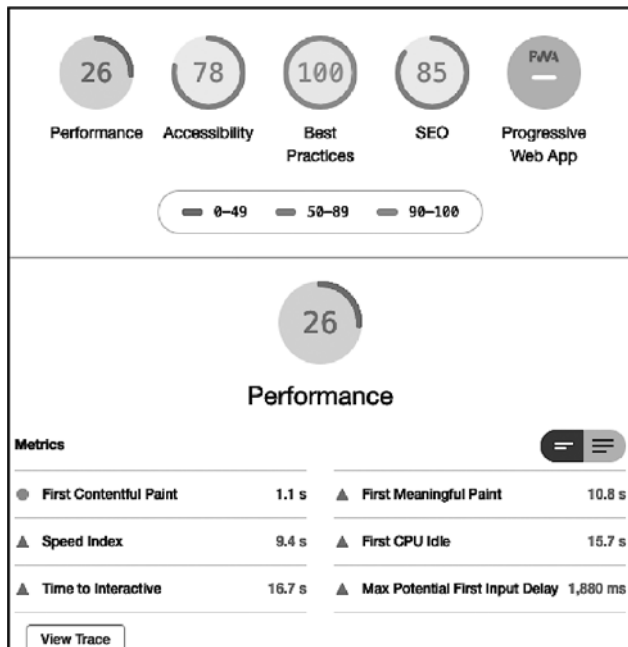 26 78 100 85 PWA
Performance Accessibility Best Practices SEO Progressive Web App
0–49 50–89 90–100
26
Performance
Metrics
First Contentful Paint 1.1 s First Meaningful Paint 10.8 s
Speed Index 9.4 s First CPU Idle 15.7 s
Time to Interactive 16.7 s Max Potential First Input Delay 1,880 ms
View Trace